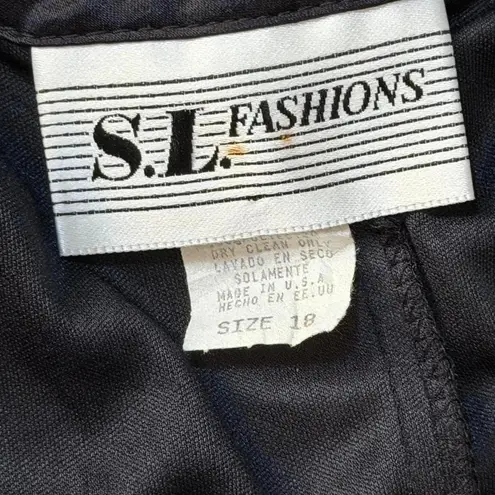 S.L. FASHIONS
DRY CLEAN ONLY
LAVADO EN SECO
SOLAMENTE
MADE IN U.S.A
HECHO EN EE.UU
SIZE 18